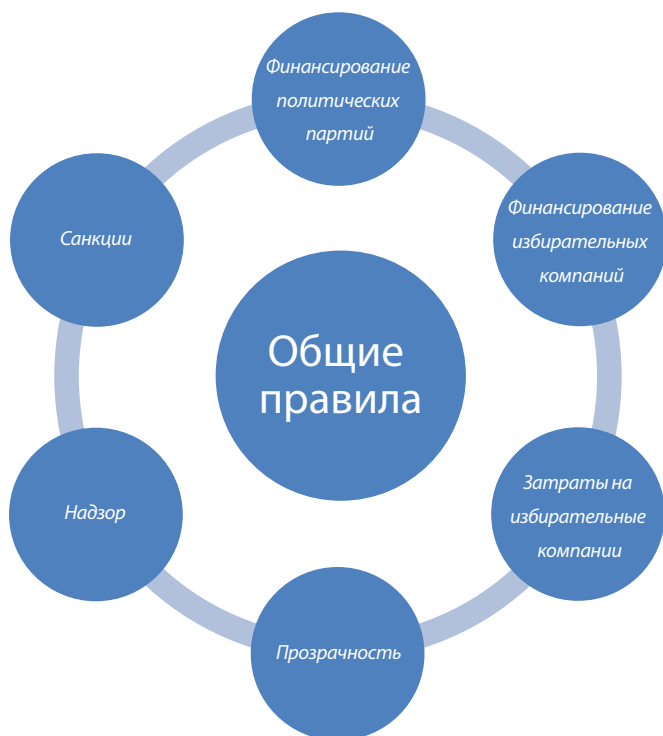 Финансирование
политических
партий
Финансирование
избирательных
компаний
Затраты на
избирательные
компании
Прозрачность
Надзор
Санкции
Общие
правила